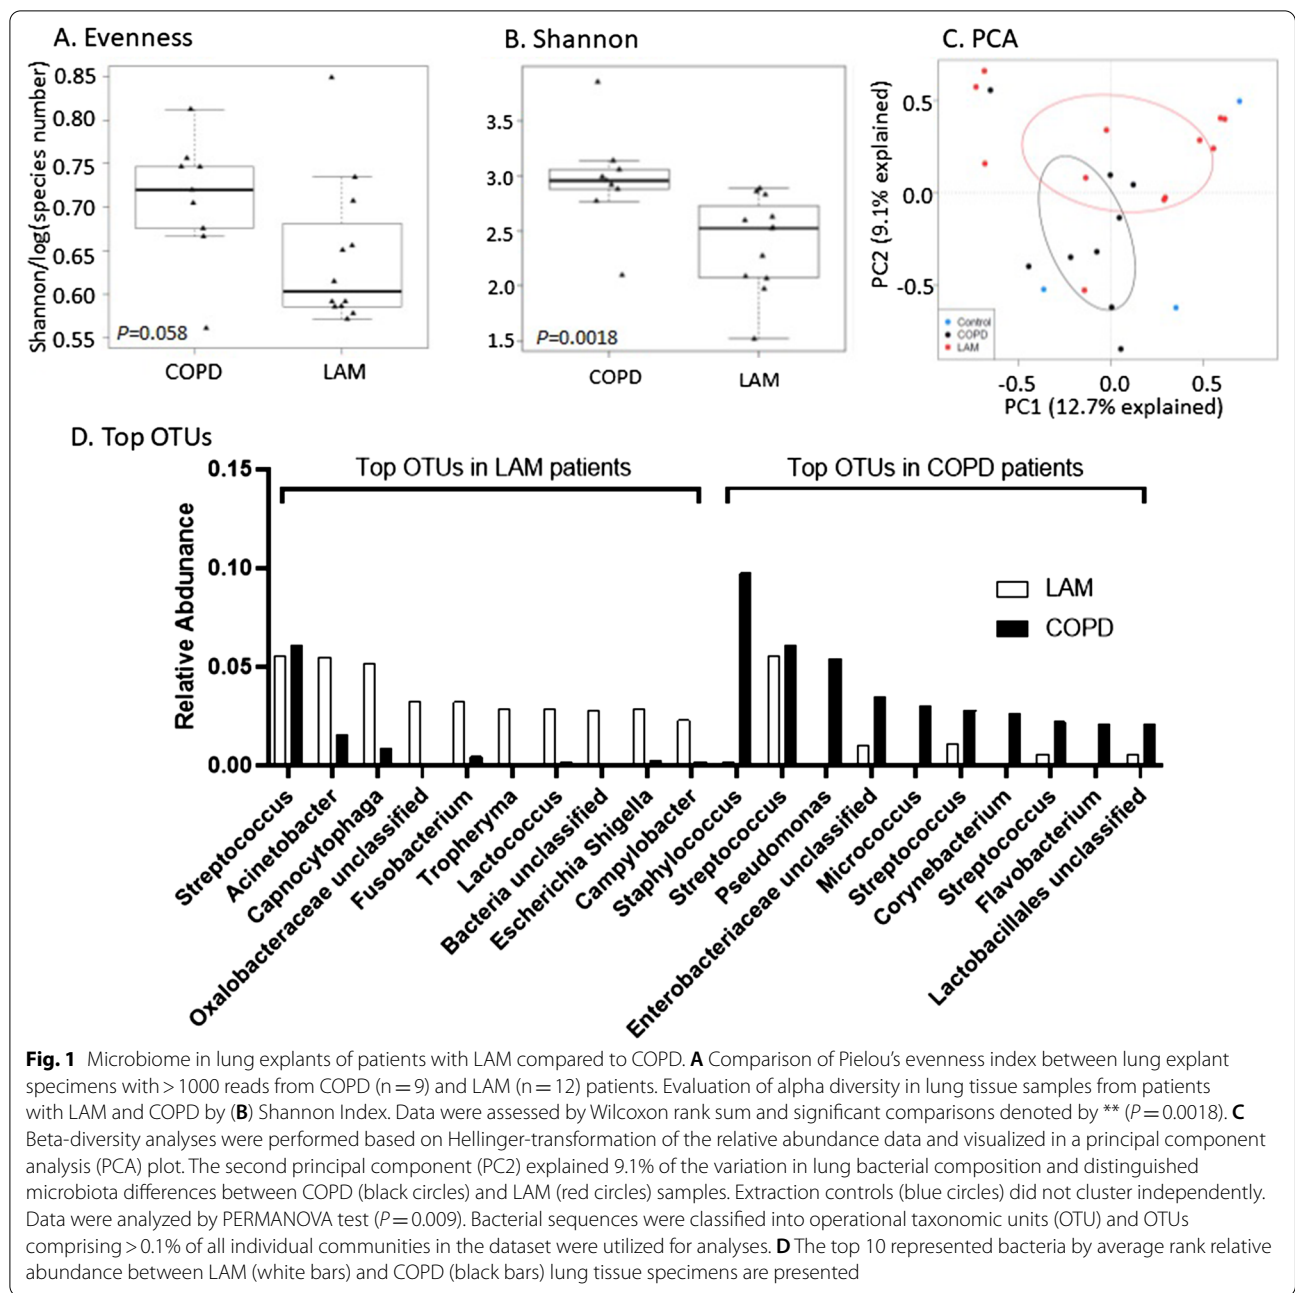 A. Evenness
B. Shannon
C. PCA
Shannon/log(species number)
0.85
0.80
0.75
0.70
0.65
0.60
0.55
P=0.058
COPD
LAM
3.5
3.0
2.5
2.0
1.5
P=0.0018
COPD
LAM
PC2 (9.1% explained)
0.5
0.0
-0.5
Control
COPD
LAM
-0.5
0.0
0.5
PC1 (12.7% explained)
D. Top OTUs
Top OTUs in LAM patients
Top OTUs in COPD patients
Relative Abdunance
0.15
0.10
0.05
0.00
LAM
COPD
Streptococcus
Acinetobacter
Capnocytophaga
Oxalobacteraceae unclassified
Fusobacterium
Tropheryma
Lactococcus
Bacteria unclassified
Escherichia Shigella
Campylobacter
Staphylococcus
Streptococcus
Pseudomonas
Enterobacteriaceae unclassified
Micrococcus
Streptococcus
Corynebacterium
Streptococcus
Flavobacterium
Lactobacillales unclassified
Fig. 1 Microbiome in lung explants of patients with LAM compared to COPD. A Comparison of Pielou's evenness index between lung explant
specimens with > 1000 reads from COPD (n = 9) and LAM (n = 12) patients. Evaluation of alpha diversity in lung tissue samples from patients
with LAM and COPD by (B) Shannon Index. Data were assessed by Wilcoxon rank sum and significant comparisons denoted by ** (P = 0.0018). C
Beta-diversity analyses were performed based on Hellinger-transformation of the relative abundance data and visualized in a principal component
analysis (PCA) plot. The second principal component (PC2) explained 9.1% of the variation in lung bacterial composition and distinguished
microbiota differences between COPD (black circles) and LAM (red circles) samples. Extraction controls (blue circles) did not cluster independently.
Data were analyzed by PERMANOVA test (P = 0.009). Bacterial sequences were classified into operational taxonomic units (OTU) and OTUs
comprising > 0.1% of all individual communities in the dataset were utilized for analyses. D The top 10 represented bacteria by average rank relative
abundance between LAM (white bars) and COPD (black bars) lung tissue specimens are presented